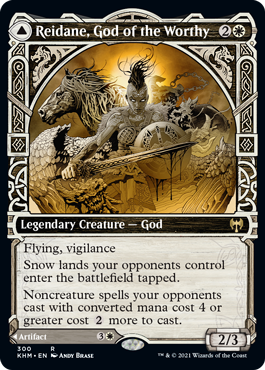 Reidane, God of the Worthy 2
Legendary Creature — God
Flying, vigilance
Snow lands your opponents control
enter the battlefield tapped.
Noncreature spells your opponents
cast with converted mana cost 4 or
greater cost 2 more to cast.
Artifact 3
2/3
300 R
KHM • EN ANDY BRASE
™ & © 2021 Wizards of the Coast